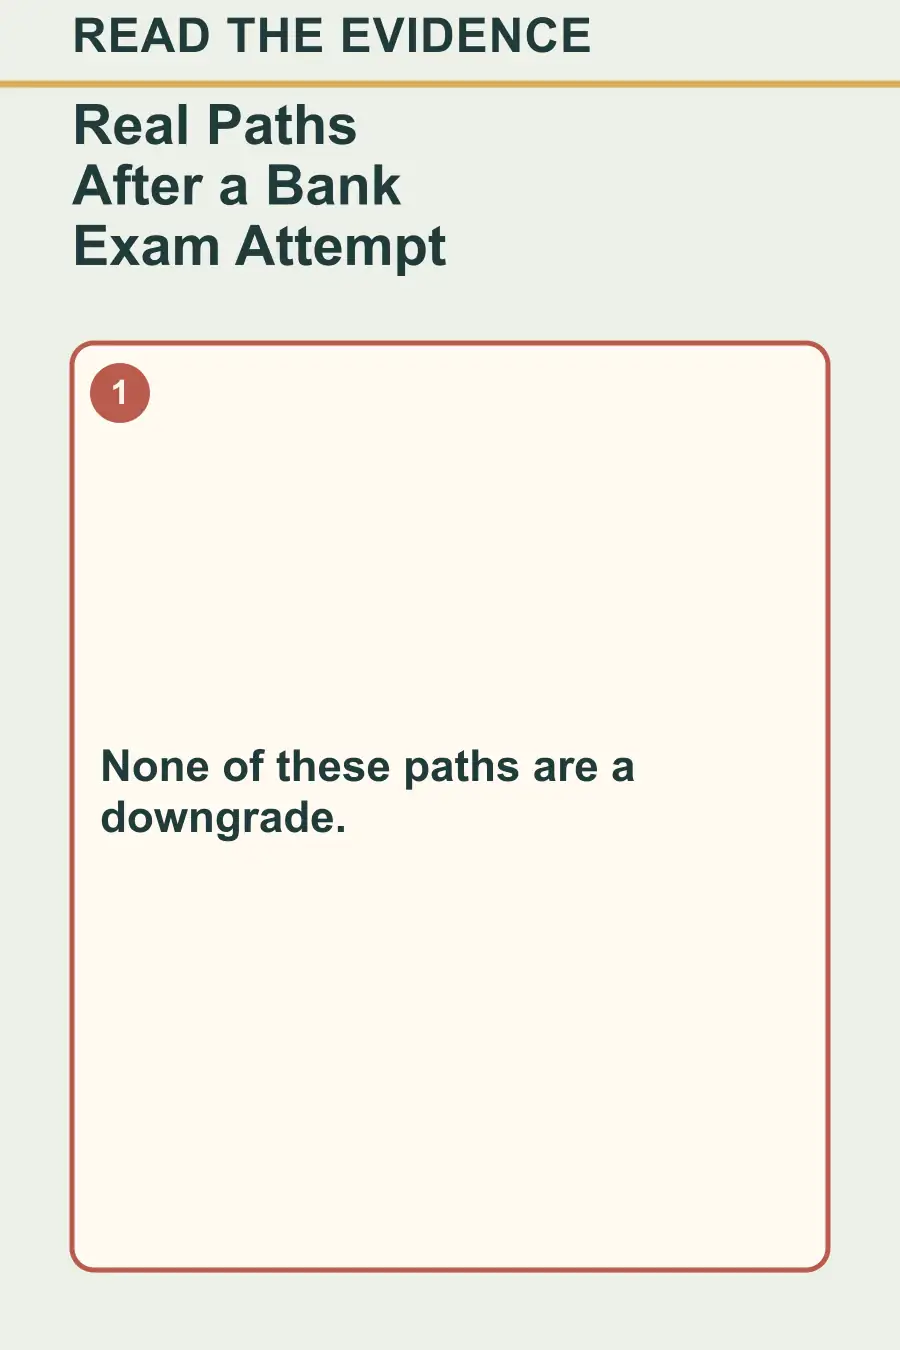 READ THE EVIDENCE
Real Paths
After a Bank
Exam Attempt
1
None of these paths are a
downgrade.